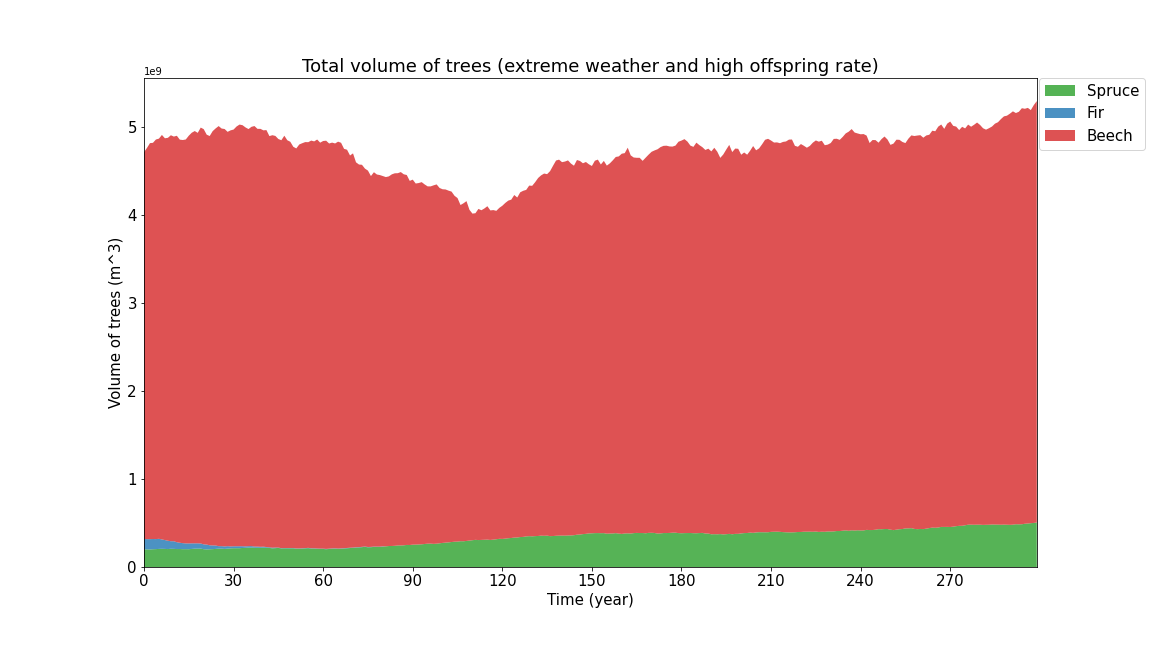 Total volume of trees (extreme weather and high offspring rate)
1e9
Spruce
Fir
Beech
5
4
3
2
1
0
Volume of trees (m^3)
0 30 60 90 120 150 180 210 240 270
Time (year)